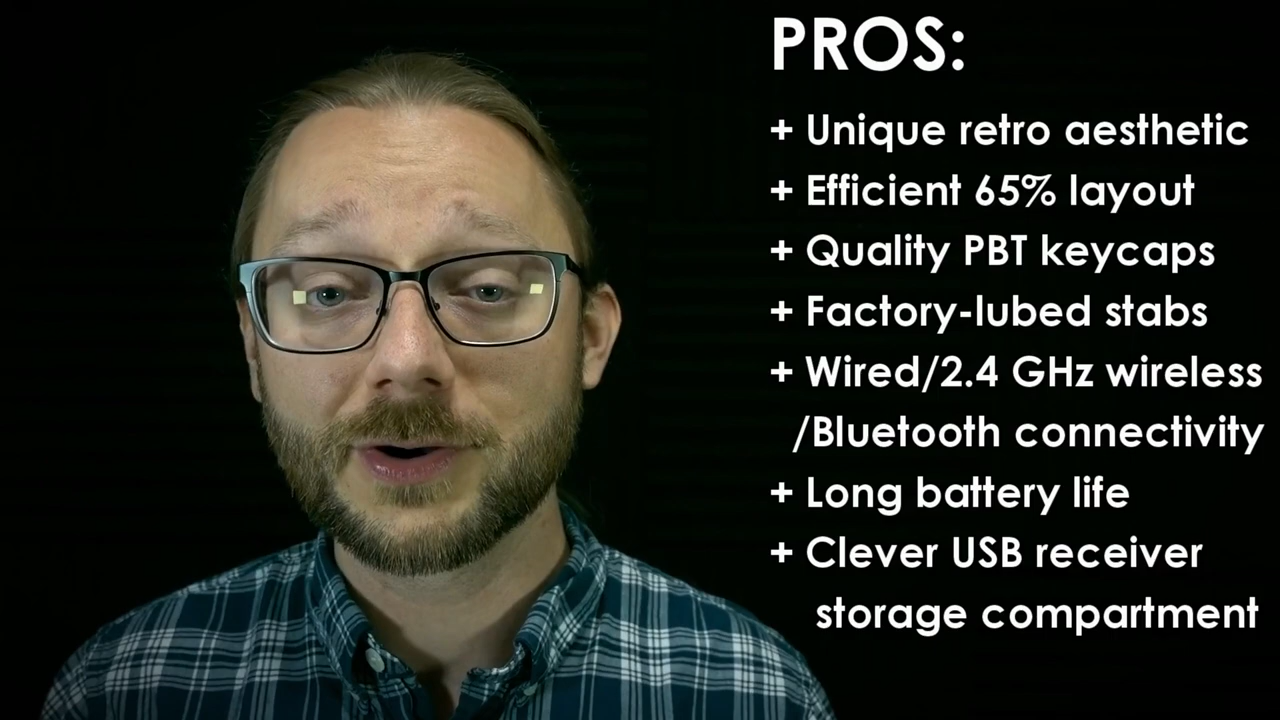 PROS:
+ Unique retro aesthetic
+ Efficient 65% layout
+ Quality PBT keycaps
+ Factory-lubed stabs
+ Wired/2.4 GHz wireless
/Bluetooth connectivity
+ Long battery life
+ Clever USB receiver
storage compartment